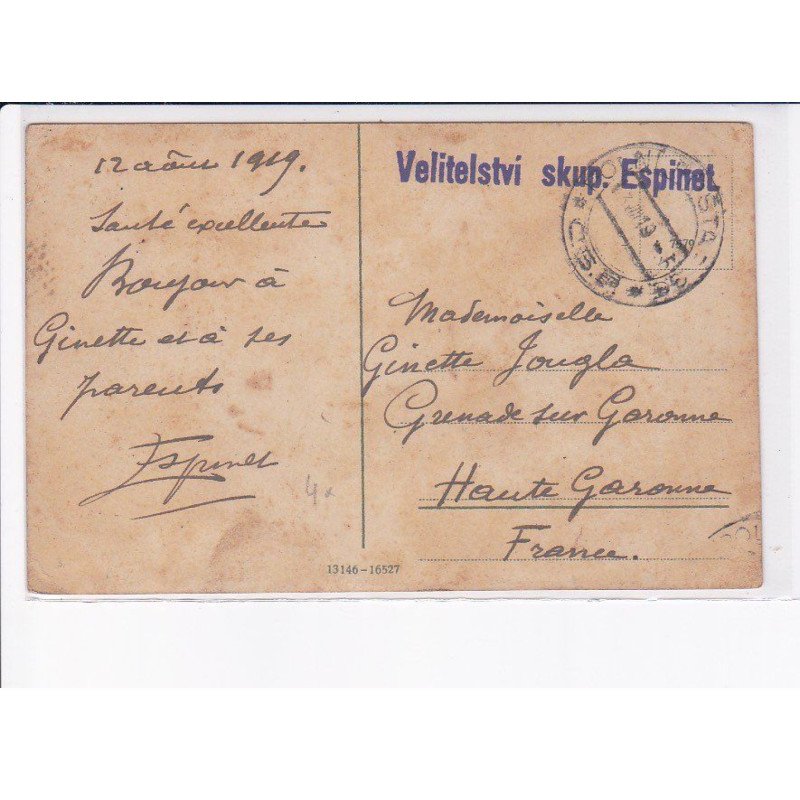 12 août 1919.
Santé excellente
Bonjour à
Ginette et à ses
parents
Espinet
4x
13146-16527
Velitelství skup. Espinet.
Mademoiselle
Ginette Jougla
Grenade sur Garonne
Haute Garonne
France.